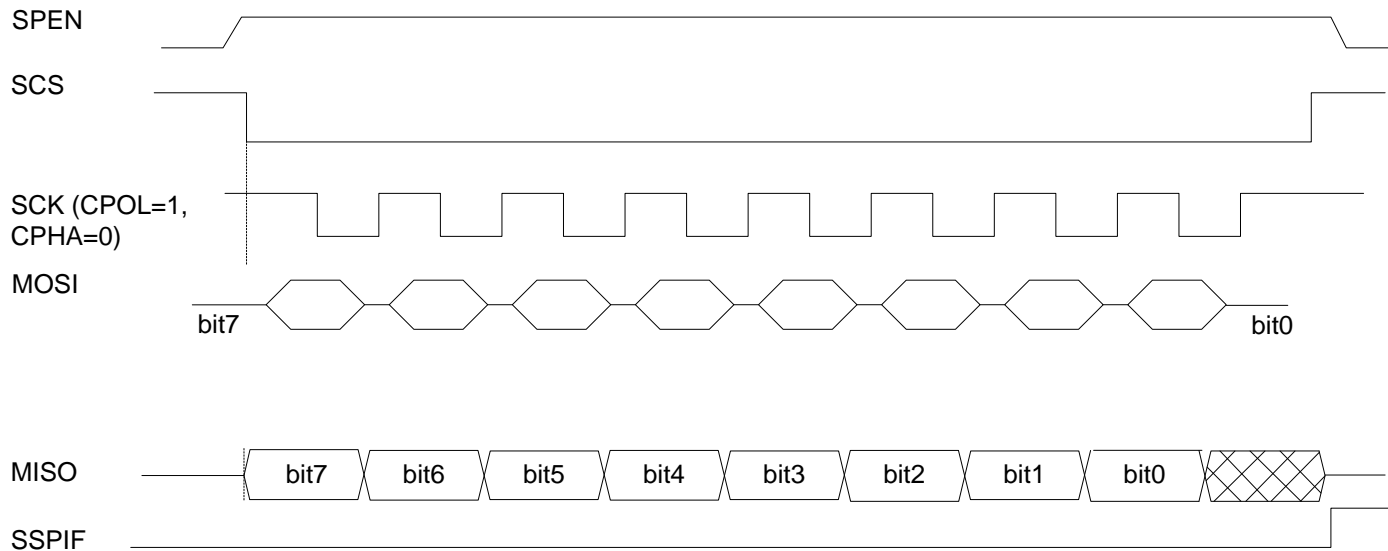 SPEN
SCS
SCK (CPOL=1,
CPHA=0)
MOSI
bit7
bit0
MISO
bit7 bit6 bit5 bit4 bit3 bit2 bit1 bit0
SSPIF